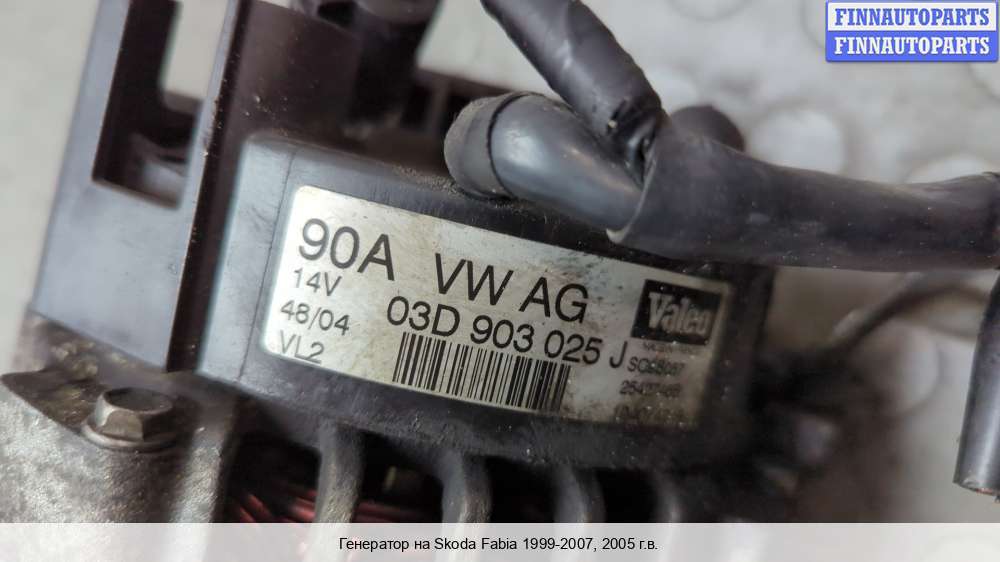 FINNAUTOPARTS
FINNAUTOPARTS
90A VW AG
14V
03D 903 025 J
48/04
VL2
Valeo
Генератор на Skoda Fabia 1999-2007, 2005 г.в.